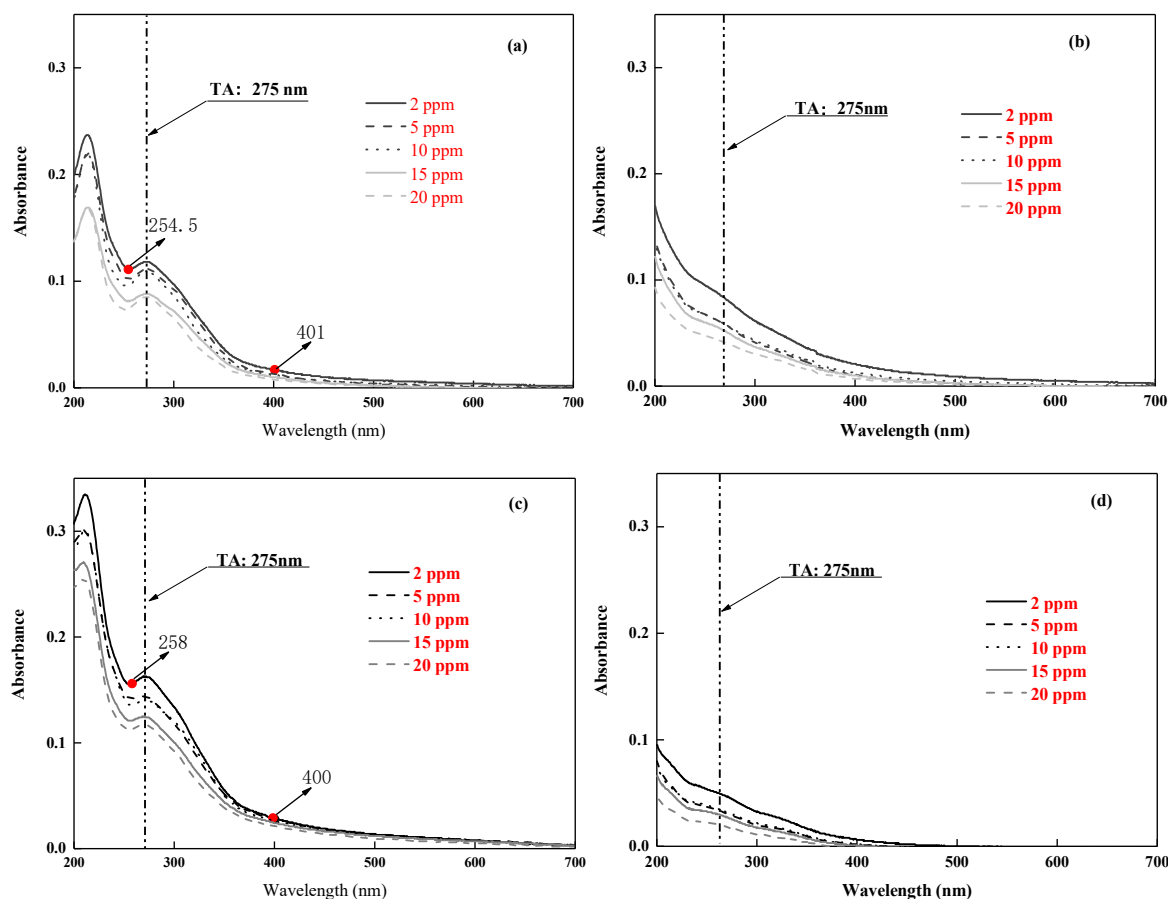 (a)
TA: 275 nm
2 ppm
5 ppm
10 ppm
15 ppm
20 ppm
254.5
401
Absorbance
0.3
0.2
0.1
0.0
200 300 400 500 600 700
Wavelength (nm)
(b)
TA: 275nm
2 ppm
5 ppm
10 ppm
15 ppm
20 ppm
Absorbance
0.3
0.2
0.1
0.0
200 300 400 500 600 700
Wavelength (nm)
(c)
TA: 275nm
2 ppm
5 ppm
10 ppm
15 ppm
20 ppm
258
400
Absorbance
0.3
0.2
0.1
0.0
200 300 400 500 600 700
Wavelength (nm)
(d)
TA: 275nm
2 ppm
5 ppm
10 ppm
15 ppm
20 ppm
Absorbance
0.3
0.2
0.1
0.0
200 300 400 500 600 700
Wavelength (nm)